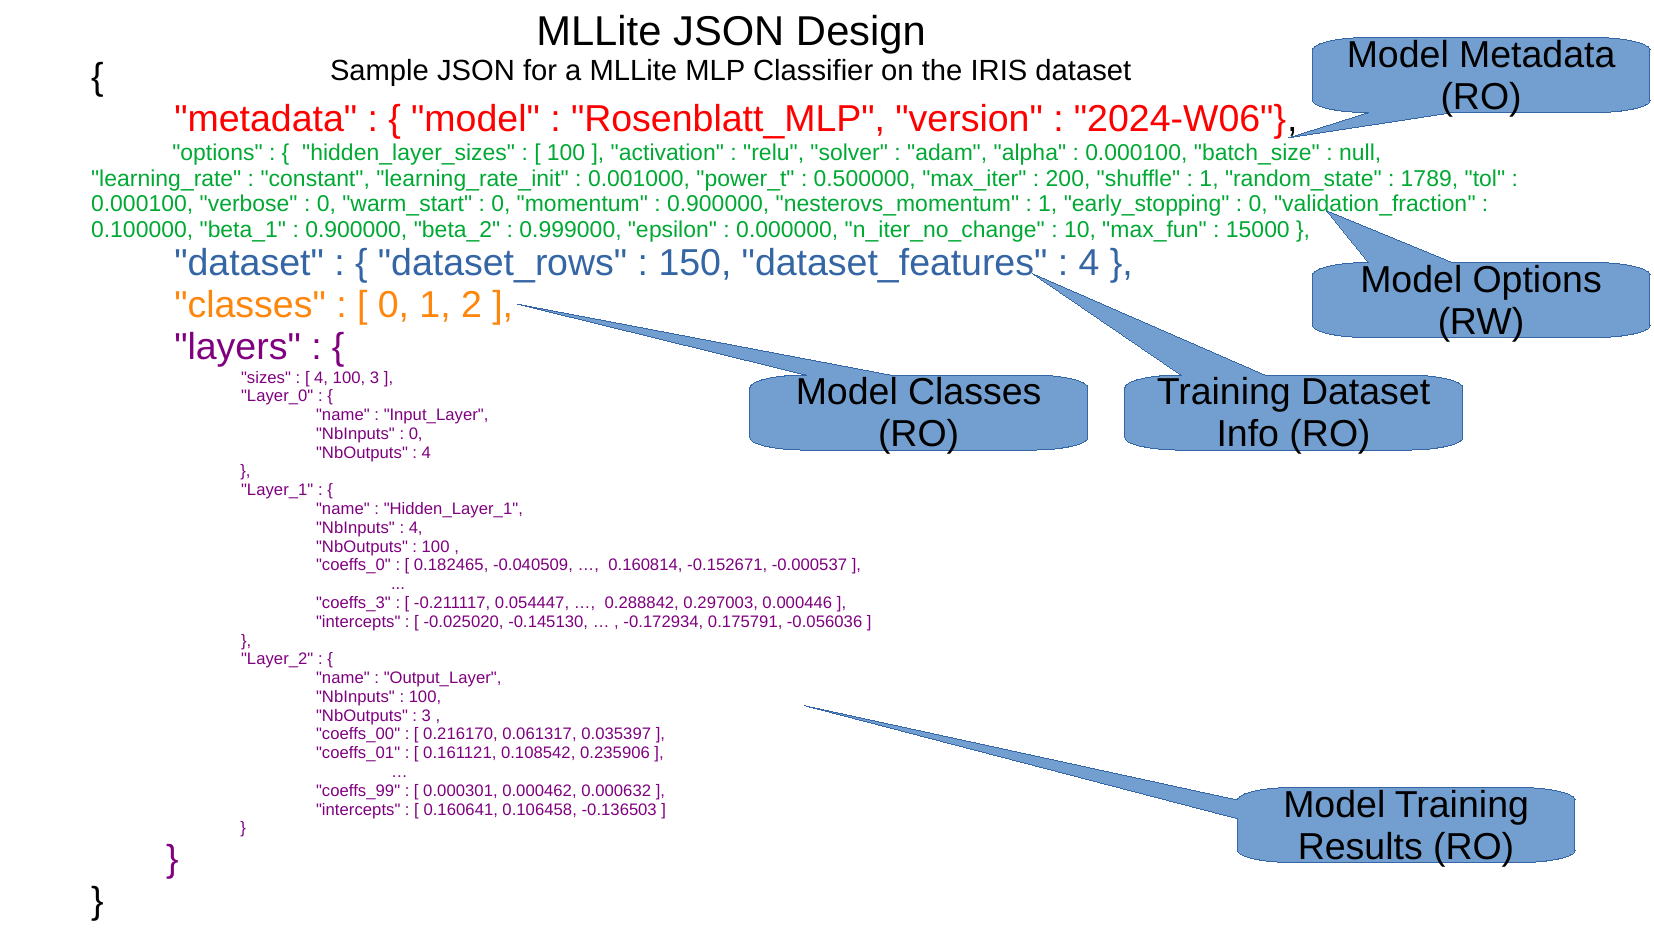 MLLite JSON Design
Sample JSON for a MLLite MLP Classifier on the IRIS dataset
{
"metadata" : { "model" : "Rosenblatt_MLP", "version" : "2024-W06"},
"options" : {  "hidden_layer_sizes" : [ 100 ], "activation" : "relu", "solver" : "adam", "alpha" : 0.000100, "batch_size" : null,
"learning_rate" : "constant", "learning_rate_init" : 0.001000, "power_t" : 0.500000, "max_iter" : 200, "shuffle" : 1, "random_state" : 1789, "tol" :
0.000100, "verbose" : 0, "warm_start" : 0, "momentum" : 0.900000, "nesterovs_momentum" : 1, "early_stopping" : 0, "validation_fraction" :
0.100000, "beta_1" : 0.900000, "beta_2" : 0.999000, "epsilon" : 0.000000, "n_iter_no_change" : 10, "max_fun" : 15000 },
"dataset" : { "dataset_rows" : 150, "dataset_features" : 4 },
"classes" : [ 0, 1, 2 ],
"layers" : {
"sizes" : [ 4, 100, 3 ],
"Layer_0" : {
"name" : "Input_Layer",
"NbInputs" : 0,
"NbOutputs" : 4
},
"Layer_1" : {
"name" : "Hidden_Layer_1",
"NbInputs" : 4,
"NbOutputs" : 100 ,
"coeffs_0" : [ 0.182465, -0.040509, …,  0.160814, -0.152671, -0.000537 ],
...
"coeffs_3" : [ -0.211117, 0.054447, …,  0.288842, 0.297003, 0.000446 ],
"intercepts" : [ -0.025020, -0.145130, … , -0.172934, 0.175791, -0.056036 ]
},
"Layer_2" : {
"name" : "Output_Layer",
"NbInputs" : 100,
"NbOutputs" : 3 ,
"coeffs_00" : [ 0.216170, 0.061317, 0.035397 ],
"coeffs_01" : [ 0.161121, 0.108542, 0.235906 ],
…
"coeffs_99" : [ 0.000301, 0.000462, 0.000632 ],
"intercepts" : [ 0.160641, 0.106458, -0.136503 ]
}
}
}
Model Metadata
(RO)
Model Options
(RW)
Model Classes
(RO)
Training Dataset
Info (RO)
Model Training
Results (RO)